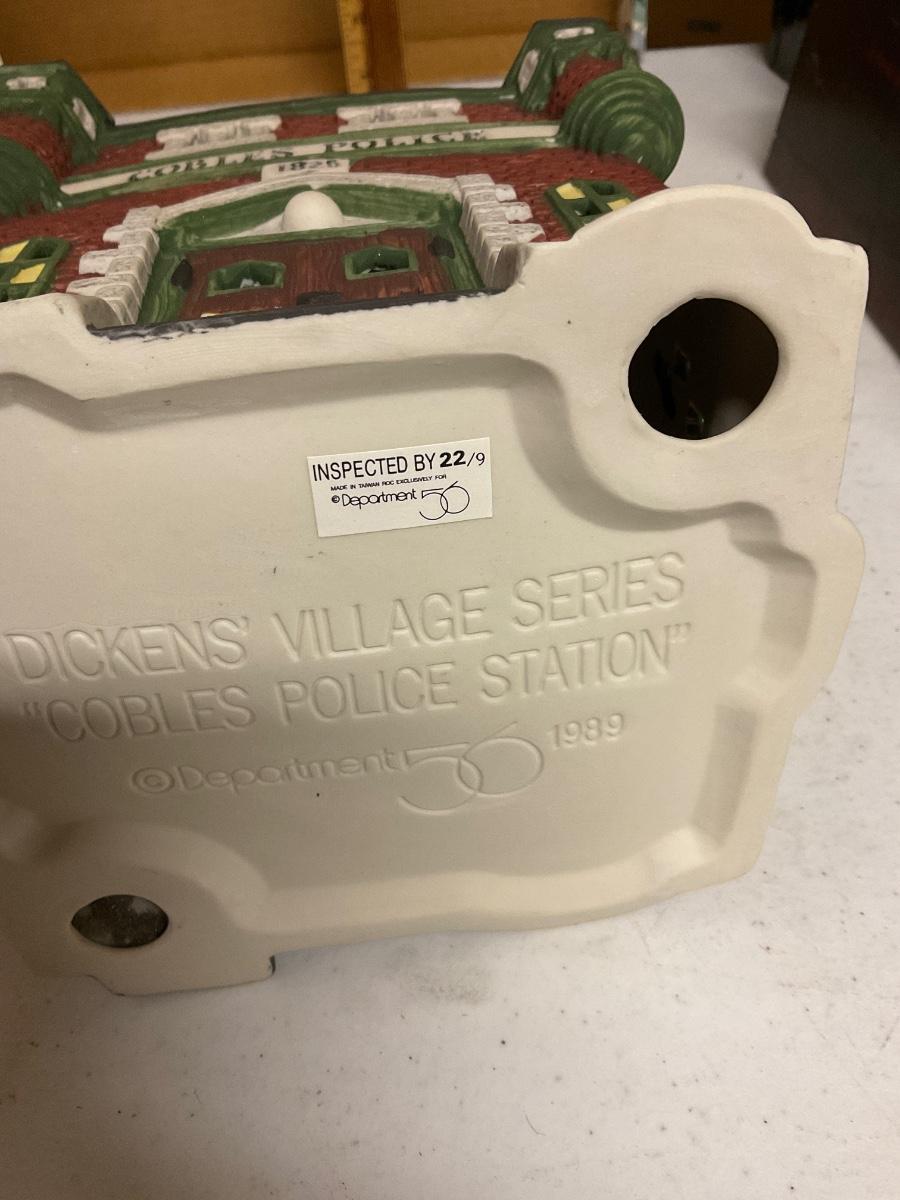 COBLES POLICE
1826
INSPECTED BY 22/9
MADE IN TAIWAN ROC EXCLUSIVELY FOR
©Department 56
DICKENS' VILLAGE SERIES
"COBLES POLICE STATION"
©Department 56 1989